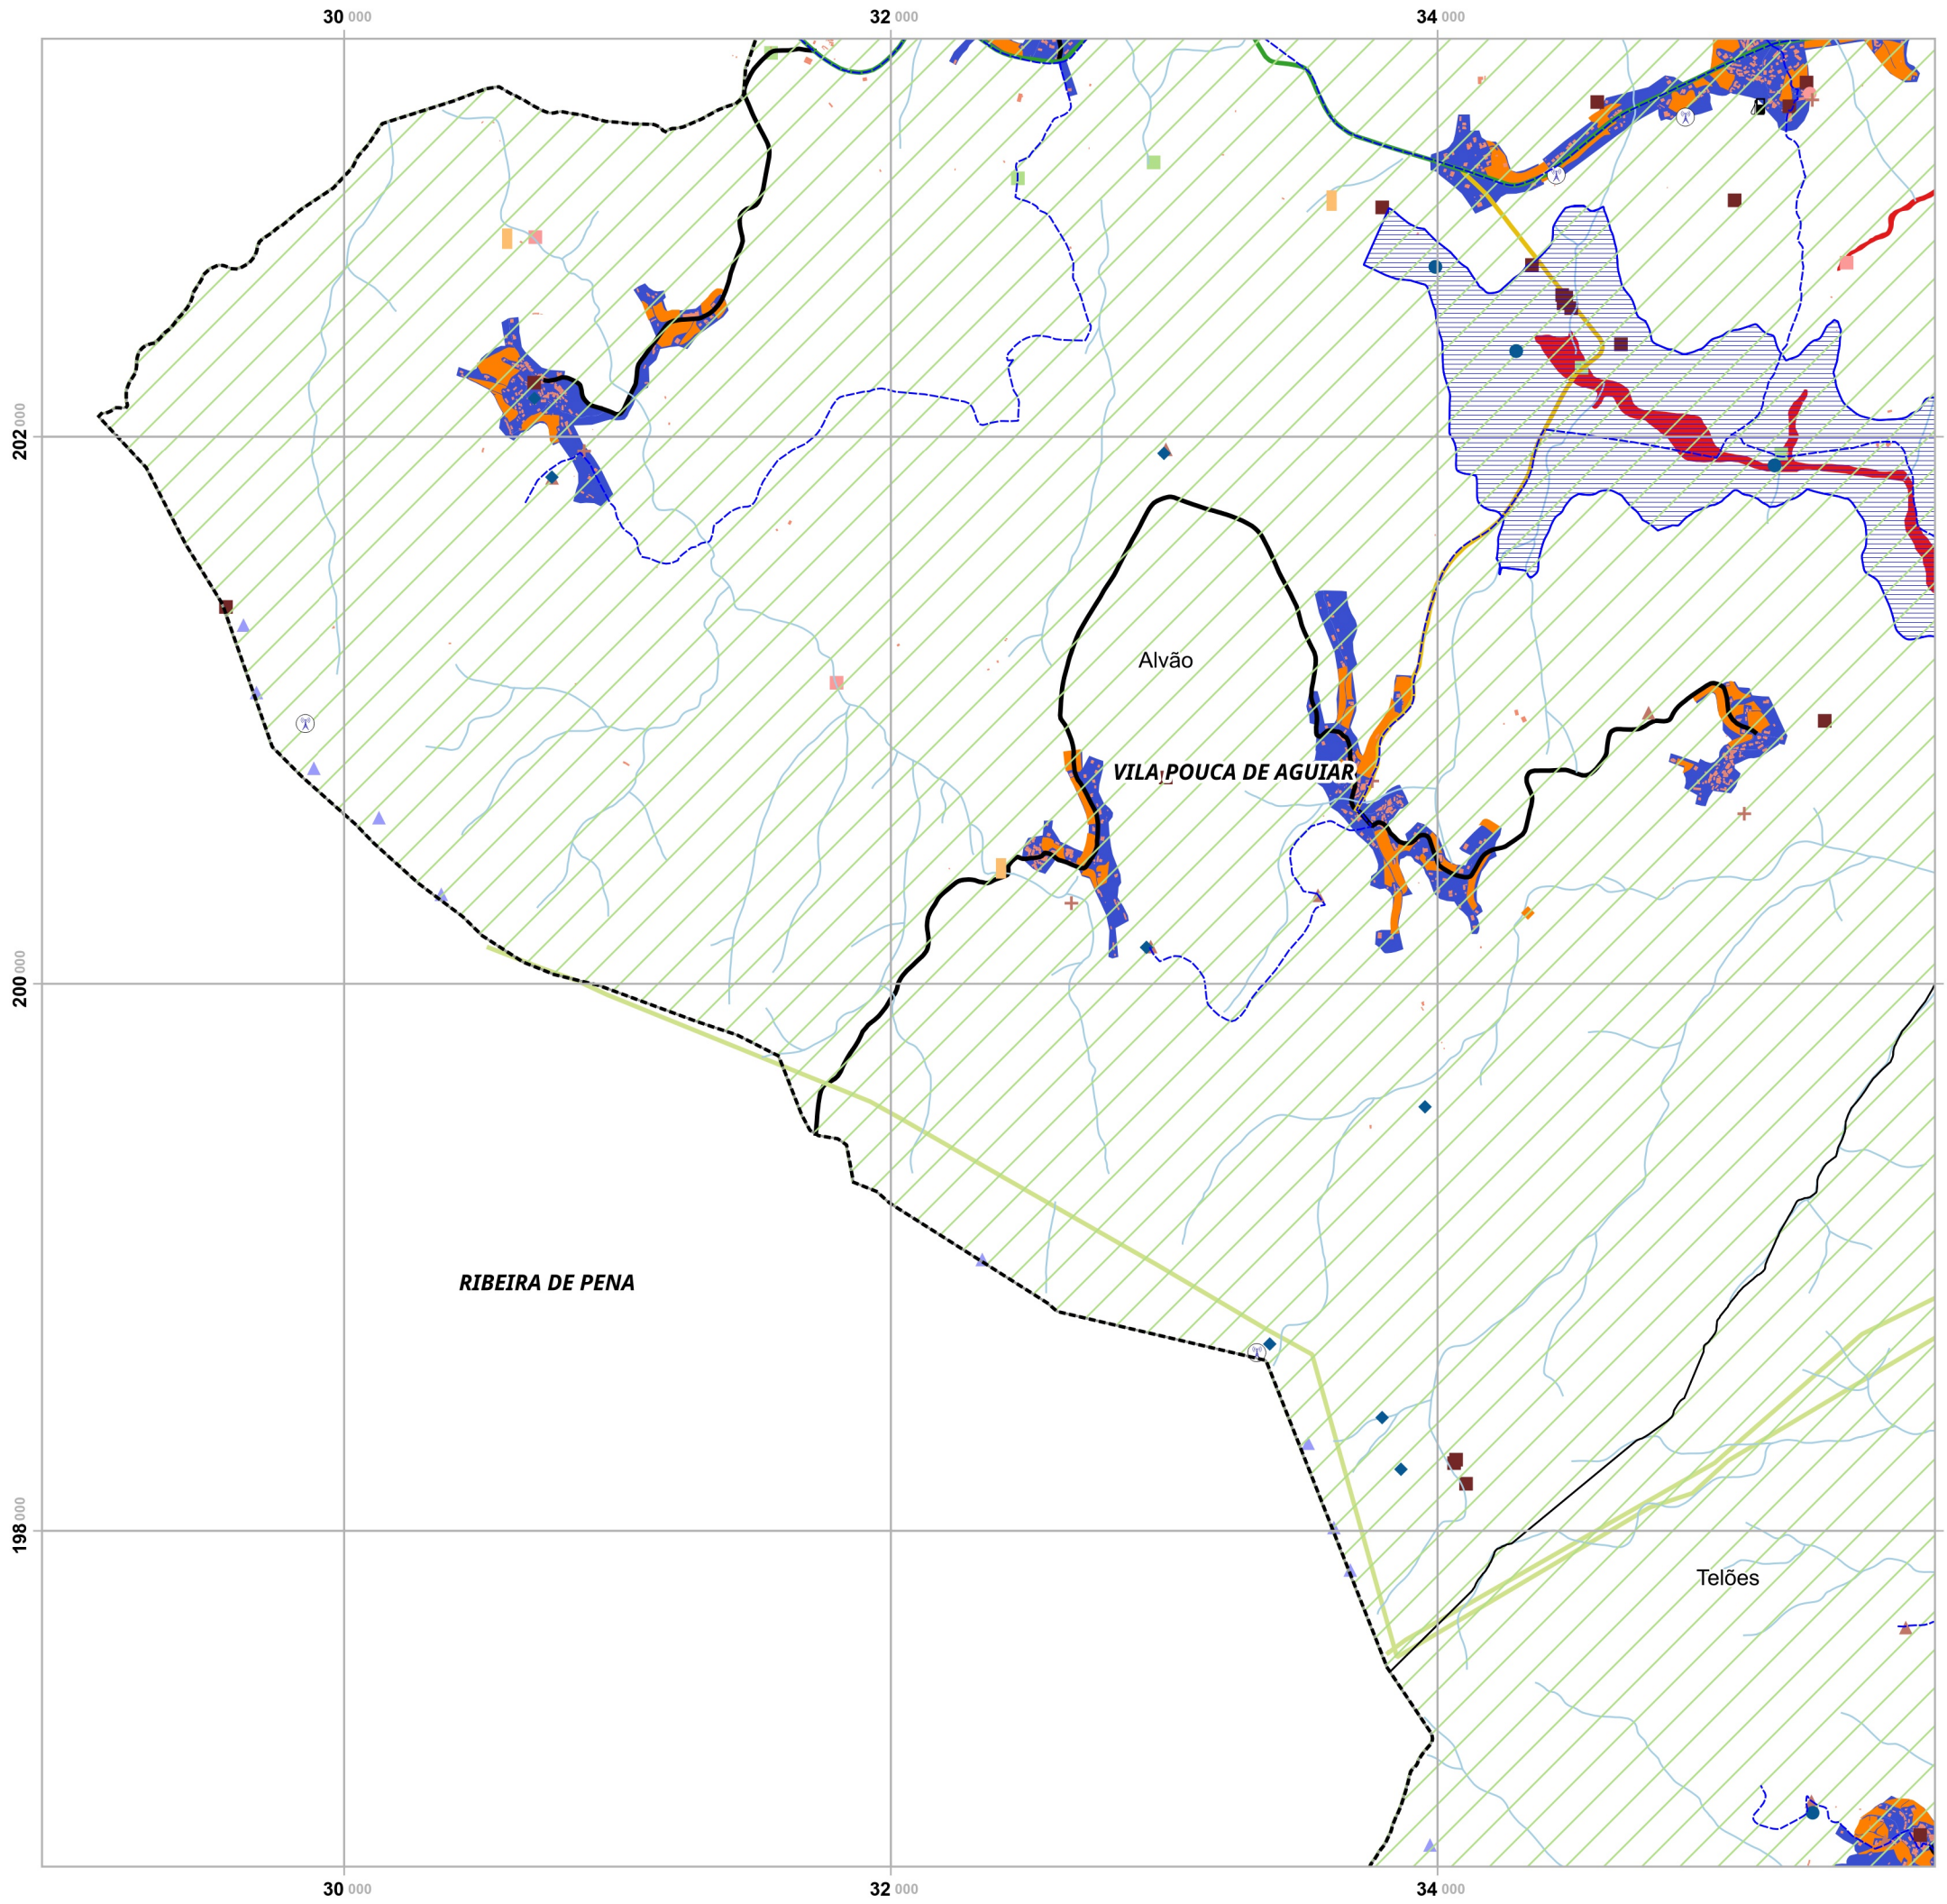 30 000 32 000 34 000
202 000
Alvão
VILA POUCA DE AGUIAR
200 000
RIBEIRA DE PENA
198 000
Telões
30 000 32 000 34 000